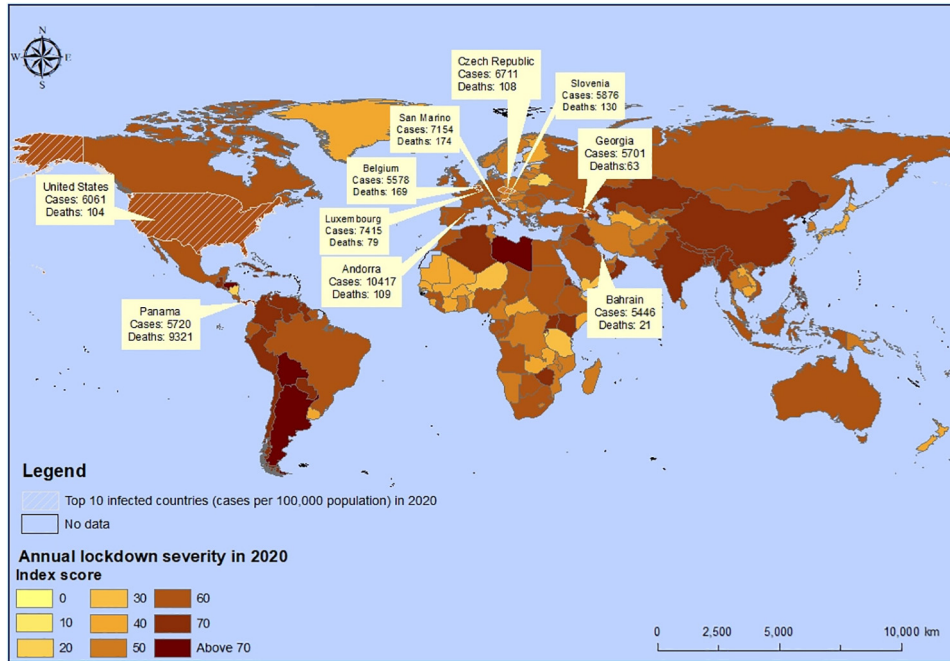 N
W
E
S
Czech Republic
Cases: 6711
Deaths: 108
Slovenia
Cases: 5876
Deaths: 130
San Marino
Cases: 7154
Deaths: 174
Georgia
Cases: 5701
Deaths:63
Belgium
Cases: 5578
Deaths: 169
United States
Cases: 6061
Deaths: 104
Luxembourg
Cases: 7415
Deaths: 79
Andorra
Cases: 10417
Deaths: 109
Bahrain
Cases: 5446
Deaths: 21
Panama
Cases: 5720
Deaths: 9321
Legend
Top 10 infected countries (cases per 100,000 population) in 2020
No data
Annual lockdown severity in 2020
Index score
0 30 60
10 40 70
20 50 Above 70
0 2,500 5,000 10,000 km